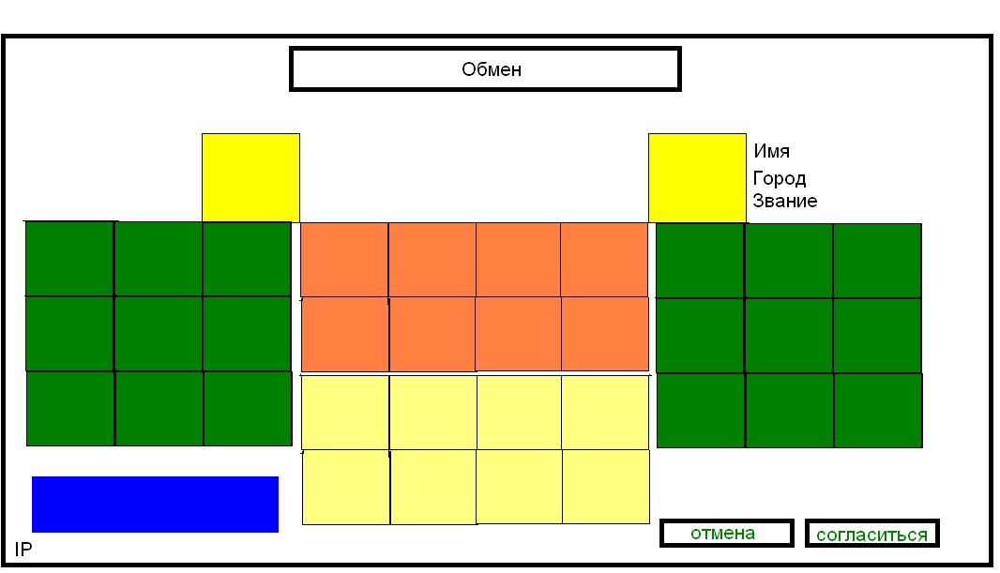 Обмен
Имя
Город
Звание
отмена
согласиться
IP